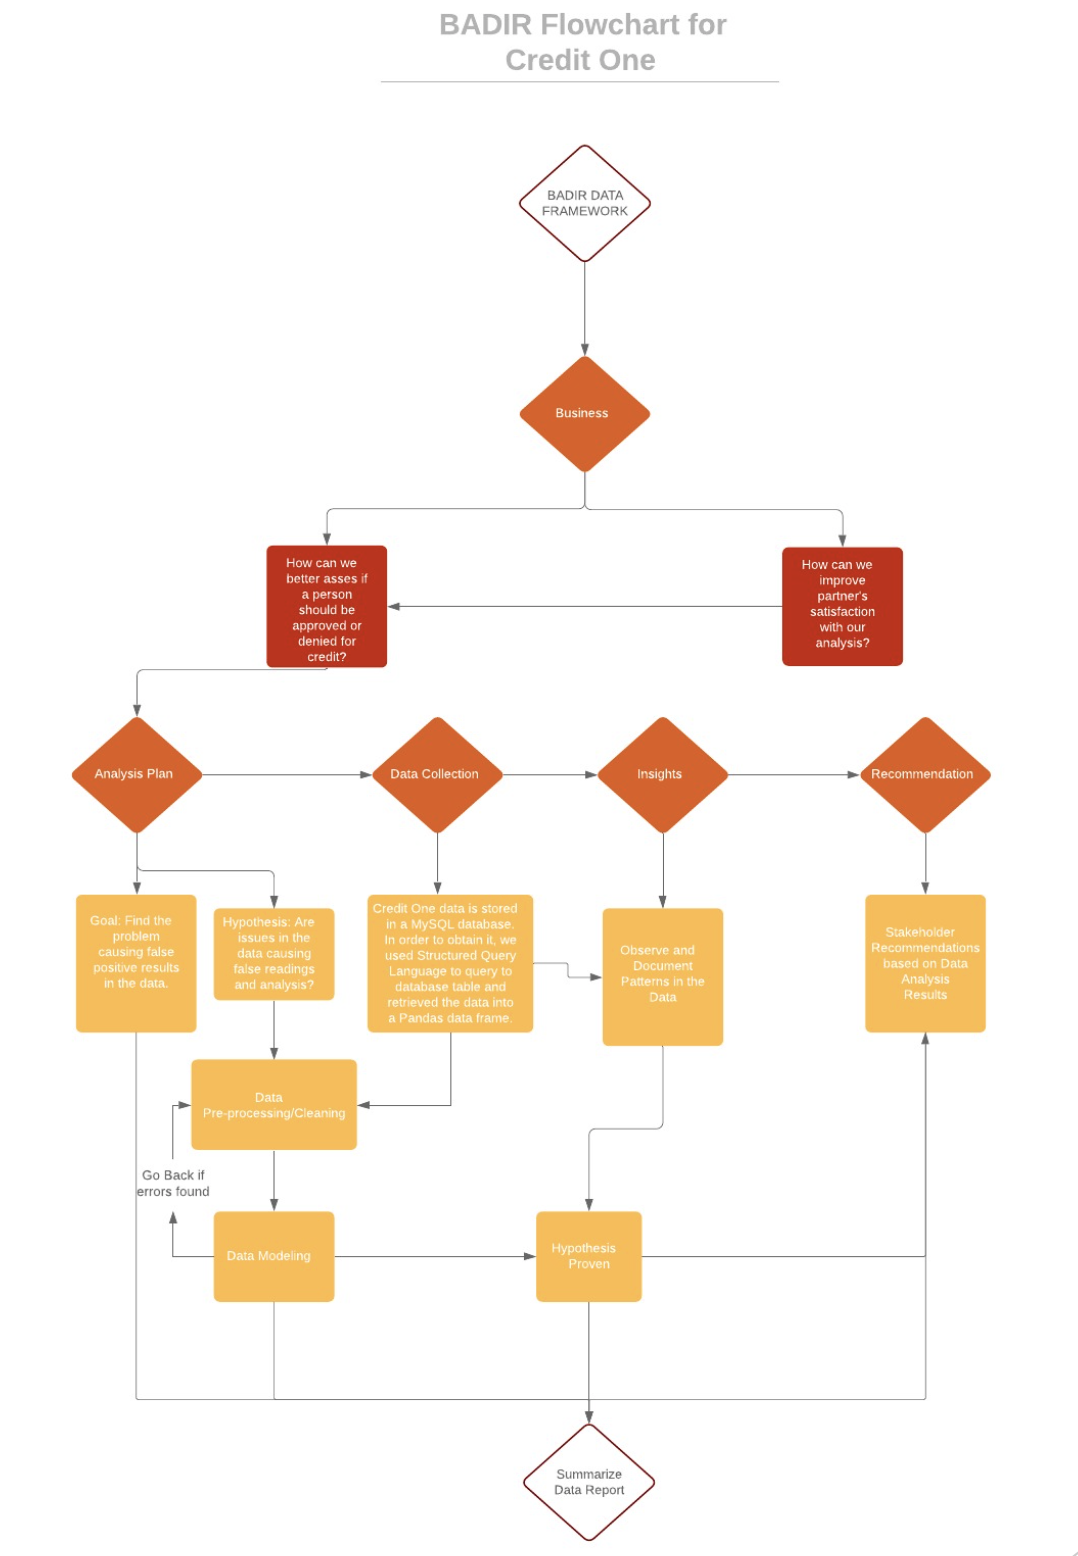 BADIR Flowchart for
Credit One
BADIR DATA
FRAMEWORK
Business
How can we
better asses if
a person
should be
approved or
denied for
credit?
How can we
improve
partner's
satisfaction
with our
analysis?
Analysis Plan
Data Collection
Insights
Recommendation
Goal: Find the
problem
causing false
positive results
in the data.
Hypothesis: Are
issues in the
data causing
false readings
and analysis?
Credit One data is stored
in a MySQL database.
In order to obtain it, we
used Structured Query
Language to query to
database table and
retrieved the data into
a Pandas data frame.
Observe and
Document
Patterns in the
Data
Stakeholder
Recommendations
based on Data
Analysis
Results
Data
Pre-processing/Cleaning
Go Back if
errors found
Data Modeling
Hypothesis
Proven
Summarize
Data Report